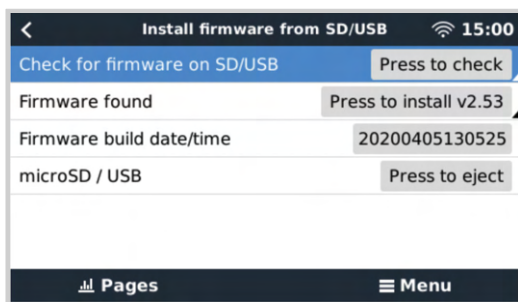 Install firmware from SD/USB 15:00
Check for firmware on SD/USB Press to check
Firmware found Press to install v2.53
Firmware build date/time 20200405130525
microSD / USB Press to eject
Pages Menu